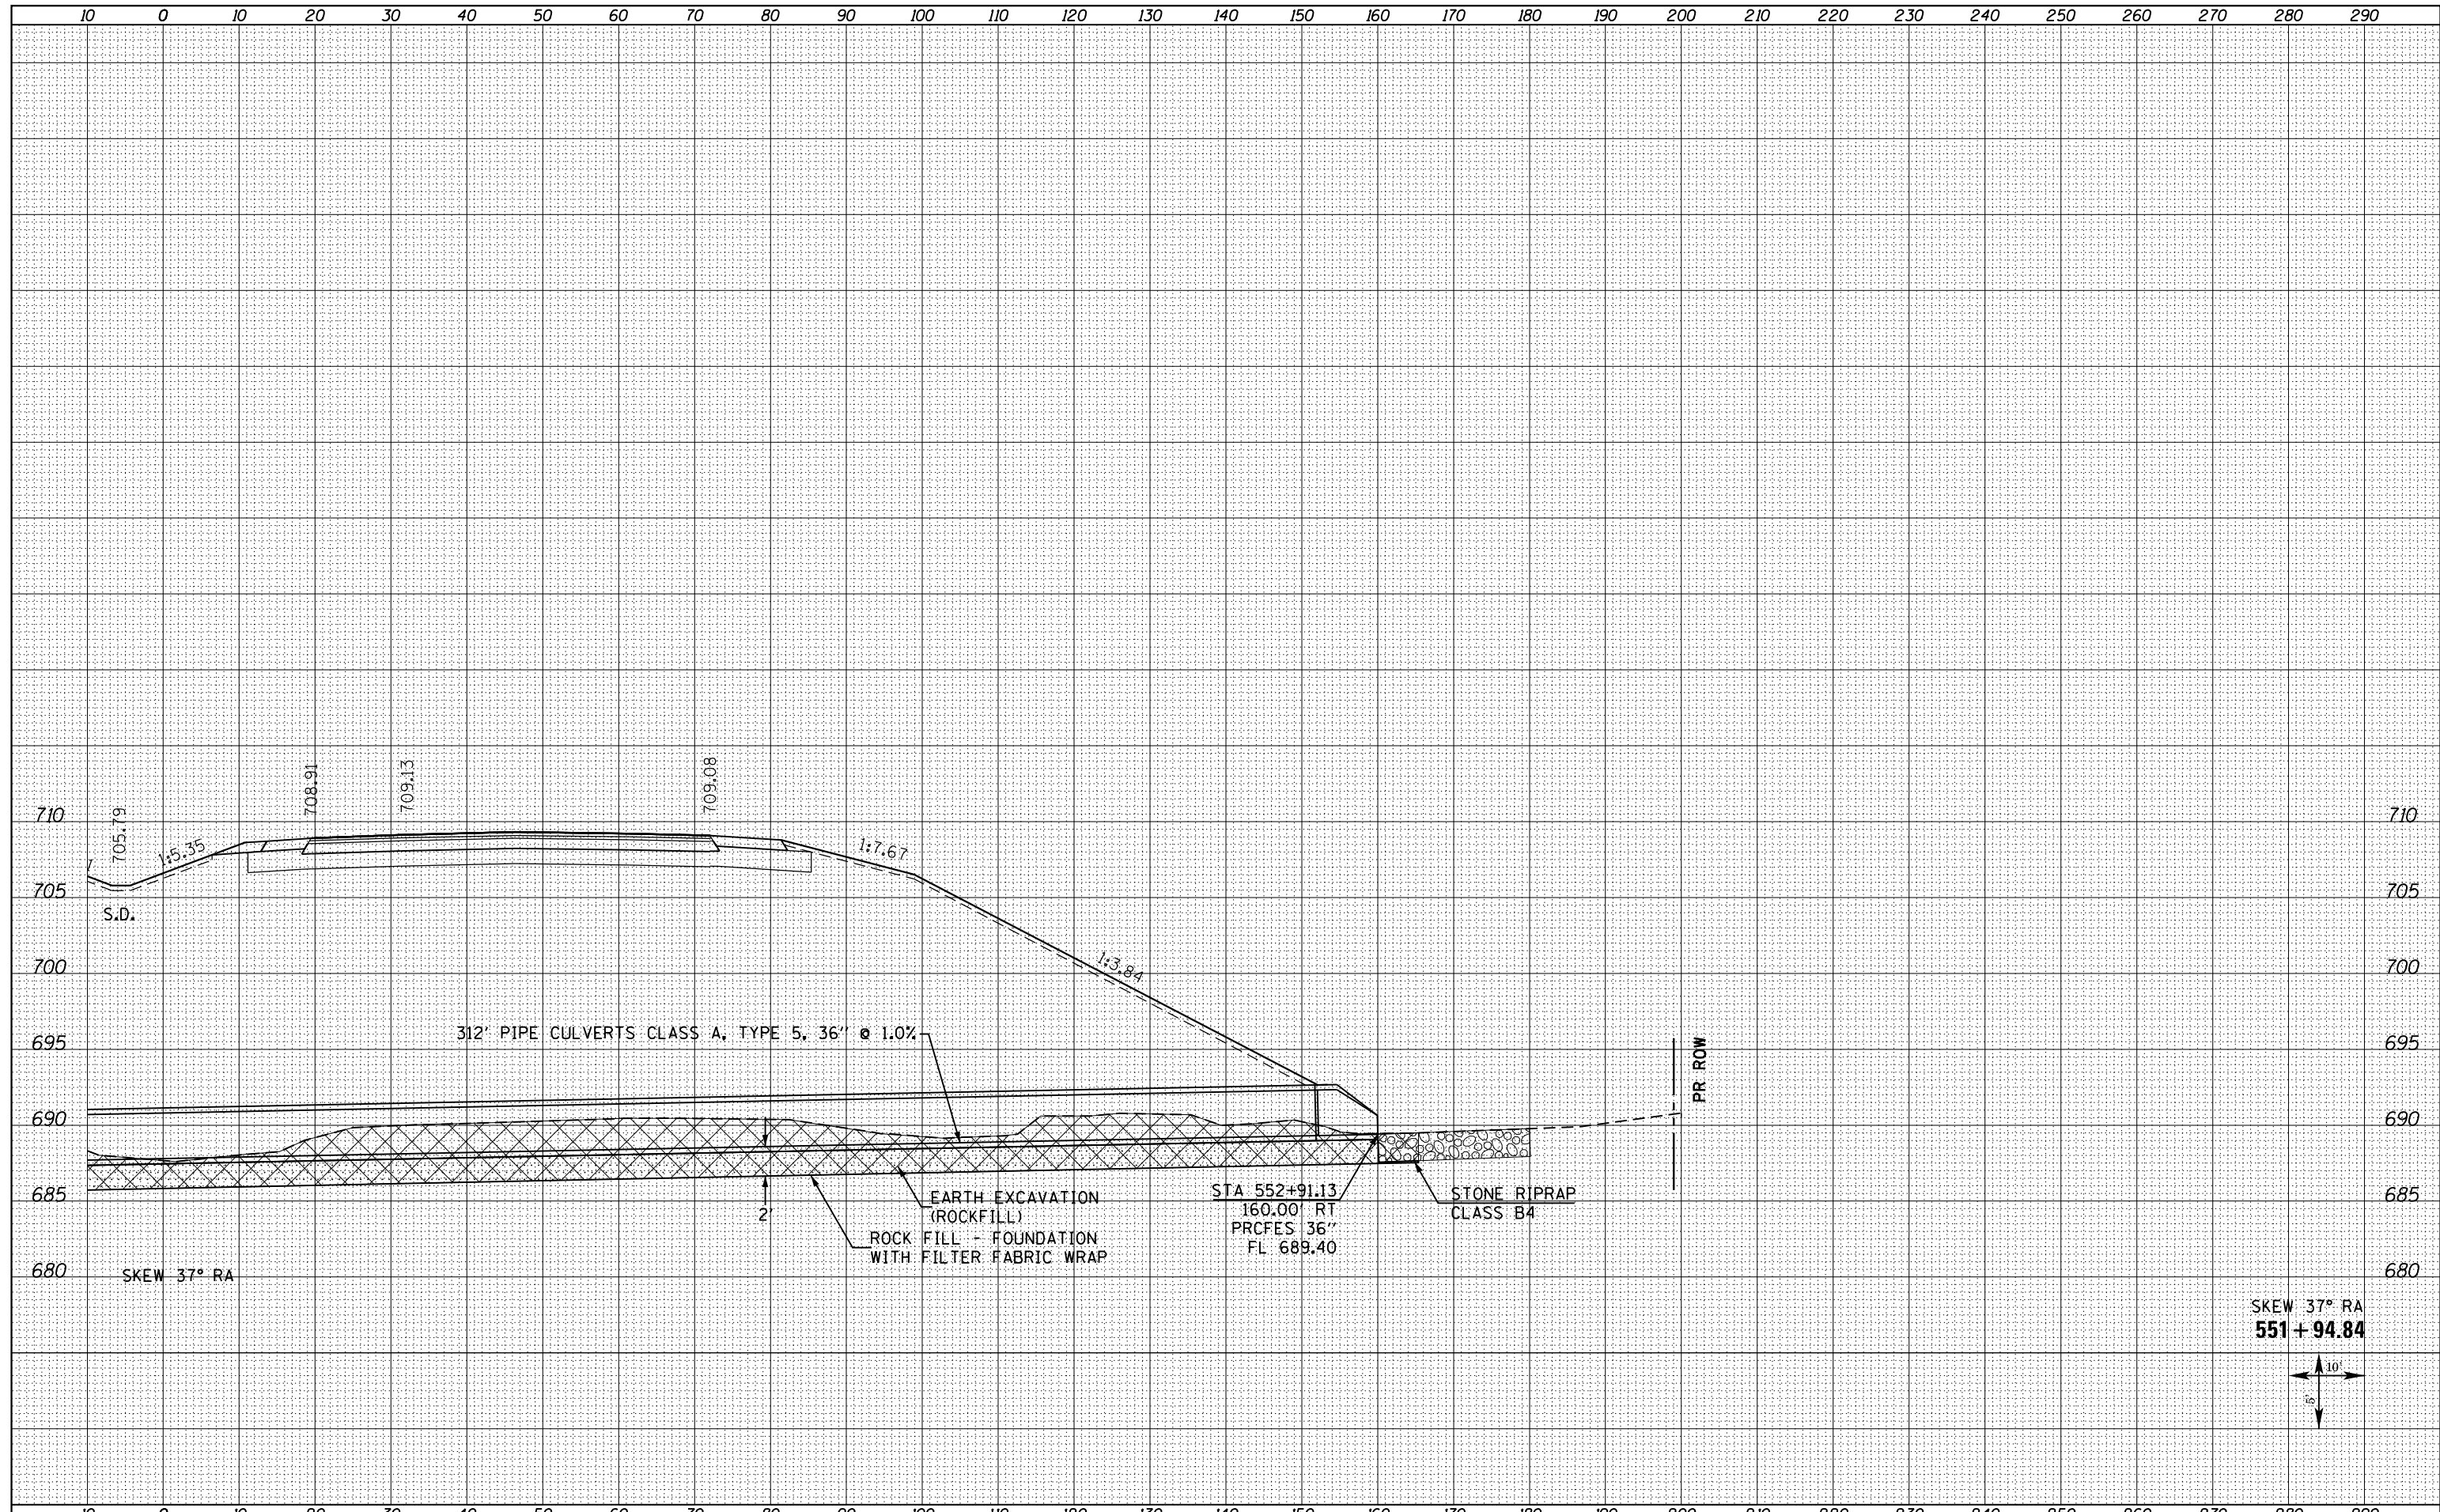 10 0 10 20 30 40 50 60 70 80 90 100 110 120 130 140 150 160 170 180 190 200 210 220 230 240 250 260 270 280 290
708.91
709.13
709.08
705.79
710 710
1:5.35
1:7.67
705 705
S.D.
700 700
1:3.84
312' PIPE CULVERTS CLASS A, TYPE 5, 36" @ 1.0%
695 695
PR ROW
690 690
685 685
2'
EARTH EXCAVATION
(ROCKFILL)
ROCK FILL - FOUNDATION
WITH FILTER FABRIC WRAP
STA 552+91.13
160.00' RT
PRCFES 36"
FL 689.40
STONE RIPRAP
CLASS B4
680 680
SKEW 37° RA
SKEW 37° RA
551+94.84
10'
5'